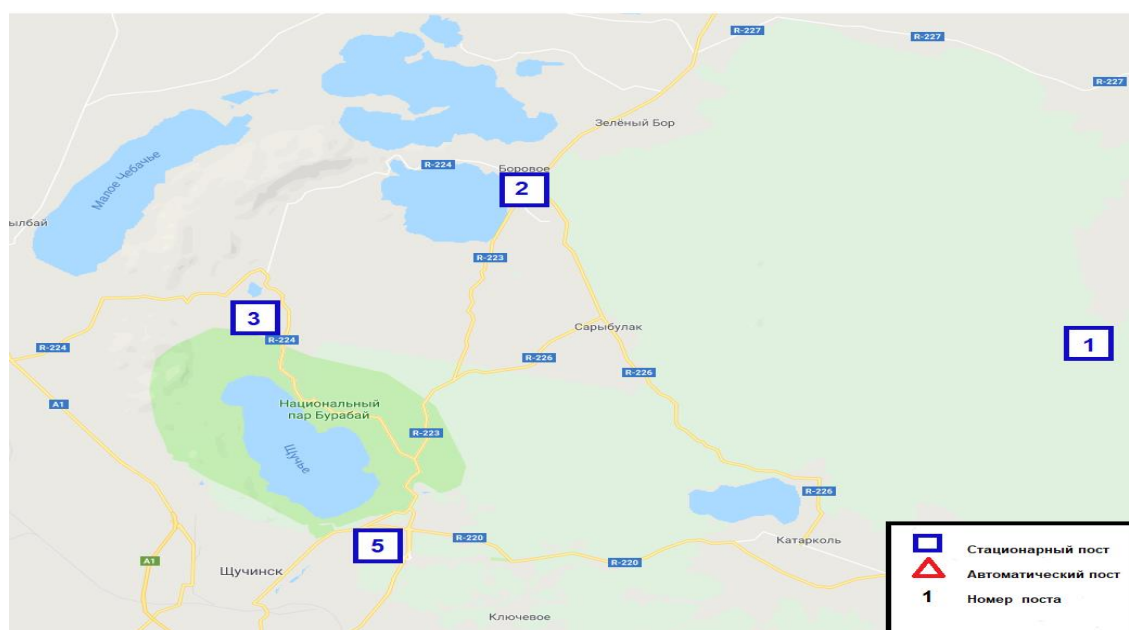 R-227
R-227
R-227
Зелёный Бор
Малое Чебачье
R-224
Боровое
2
ылбай
R-223
3
Сарыбулак
R-224
R-224
1
R-226
R-226
A1
Национальный
пар Бурабай
R-223
Щучье
R-226
5
R-220
Катарколь
A1
Щучинск
R-220
Ключевое
Стационарный пост
Автоматический пост
1 Номер поста